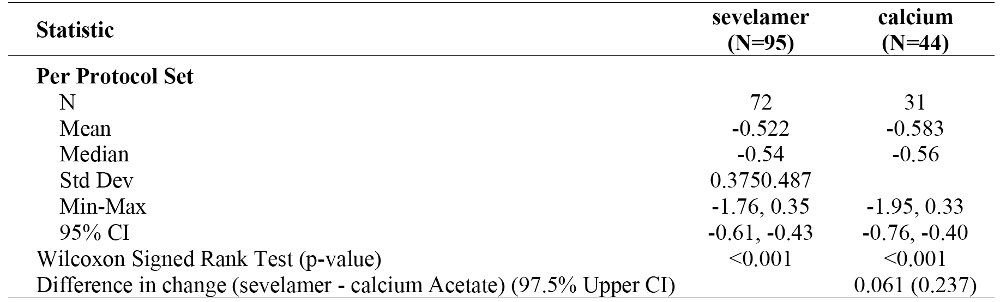 Statistic sevelamer (N=95) calcium (N=44)
Per Protocol Set
N 72 31
Mean -0.522 -0.583
Median -0.54 -0.56
Std Dev 0.3750.487
Min-Max -1.76, 0.35 -1.95, 0.33
95% CI -0.61, -0.43 -0.76, -0.40
Wilcoxon Signed Rank Test (p-value) <0.001 <0.001
Difference in change (sevelamer - calcium Acetate) (97.5% Upper CI) 0.061 (0.237)